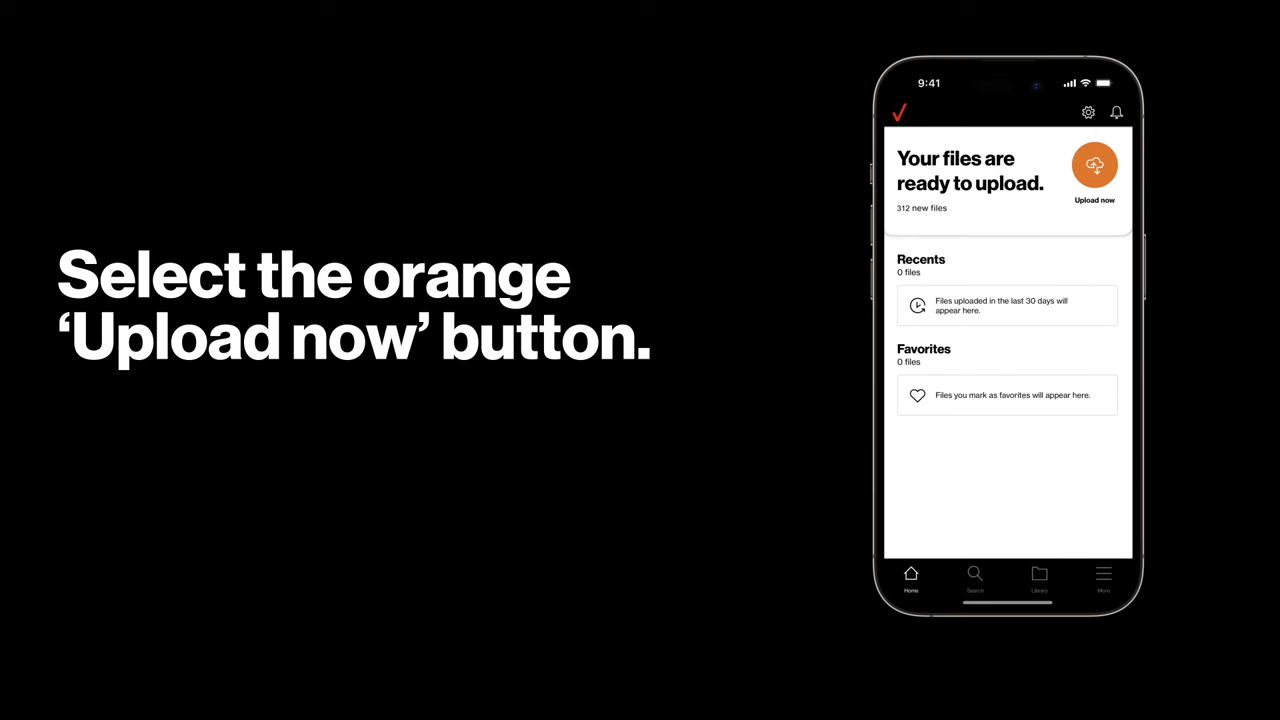 Select the orange
‘Upload now’ button.
9:41
Your files are
ready to upload.
312 new files
Upload now
Recents
0 files
Files uploaded in the last 30 days will
appear here.
Favorites
0 files
Files you mark as favorites will appear here.
Home
Search
Library
More